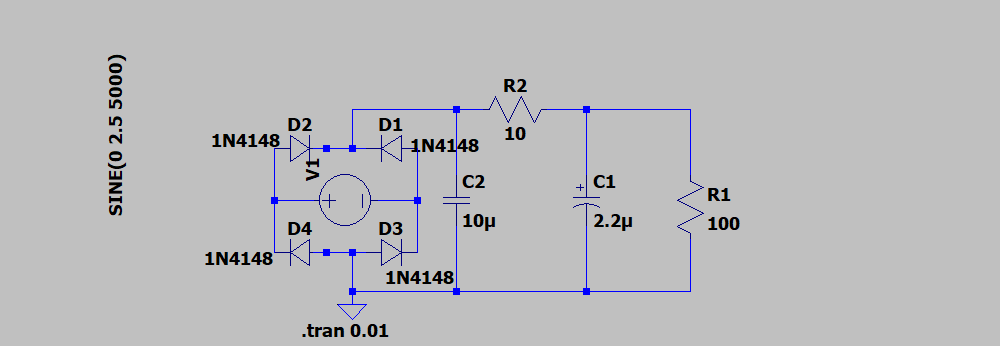 SINE(0 2.5 5000)
R2
10
D2
D1
1N4148
1N4148
V1
C2
10µ
C1
2.2µ
R1
100
D4
D3
1N4148
1N4148
.tran 0.01